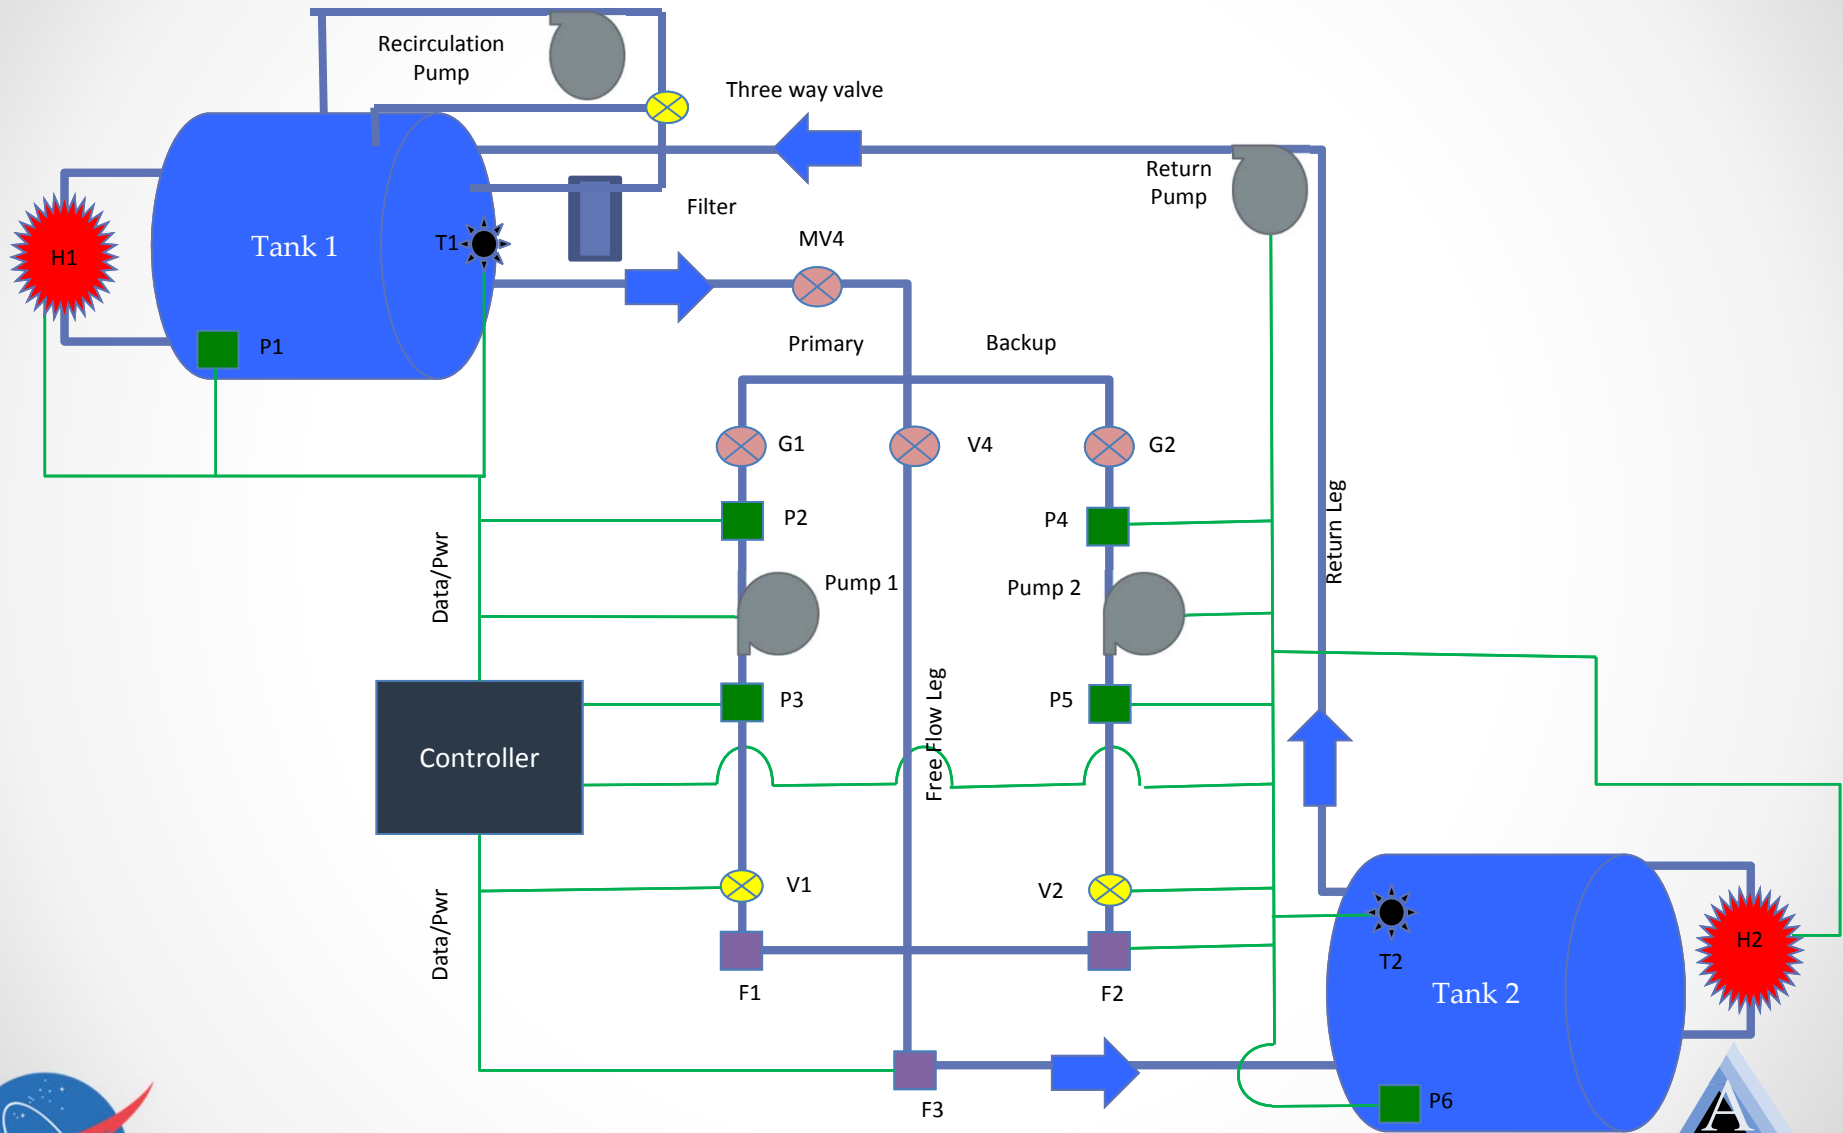 Recirculation
Pump
Three way valve
Return
Pump
Filter
T1
MV4
Tank 1
H1
P1
Primary
Backup
G1
V4
G2
P2
P4
Data/Pwr
Return Leg
Pump 1
Pump 2
P3
P5
Free Flow Leg
Controller
V1
V2
Data/Pwr
H2
T2
F1
F2
Tank 2
F3
P6
A